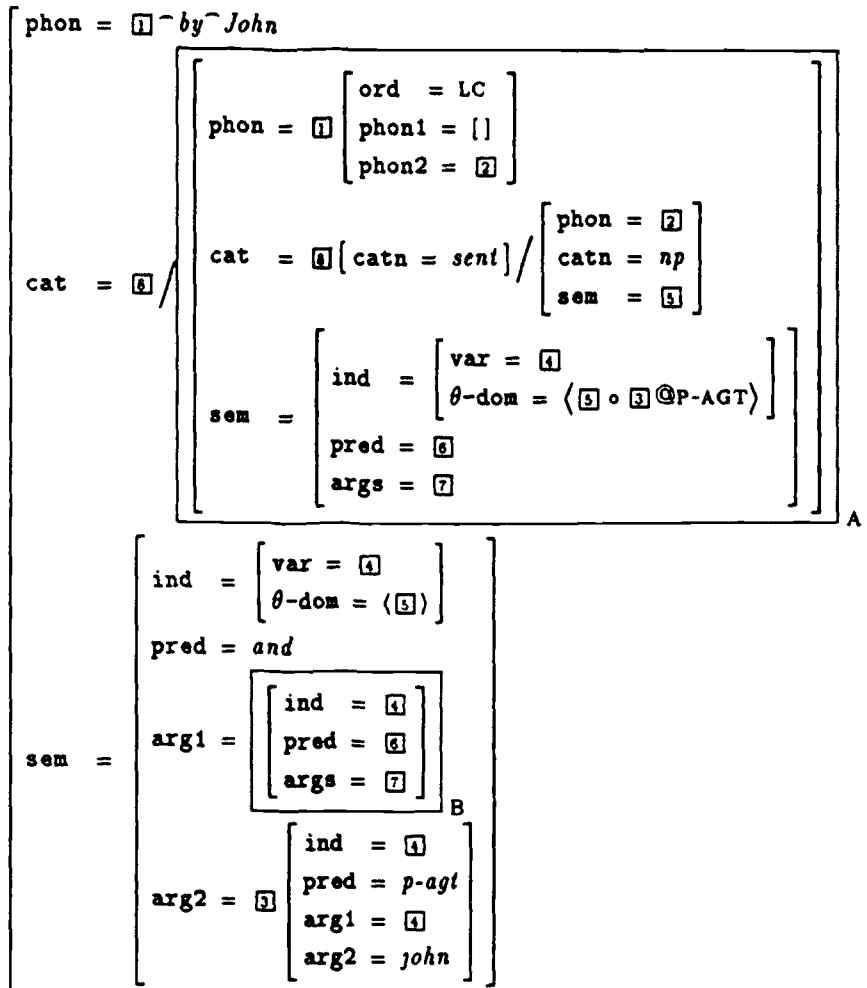 phon = [1]⁀by⁀John
phon = [1]
ord = LC
phon1 = []
phon2 = [2]
cat = [8]/
cat = [8][catn = sent]/
phon = [2]
catn = np
sem = [5]
sem =
ind =
var = [4]
θ-dom = ⟨[5] ∘ [3]@P-AGT⟩
pred = [6]
args = [7]
A
sem =
ind =
var = [4]
θ-dom = ⟨[5]⟩
pred = and
arg1 =
ind = [4]
pred = [6]
args = [7]
B
arg2 = [3]
ind = [4]
pred = p-agt
arg1 = [4]
arg2 = john